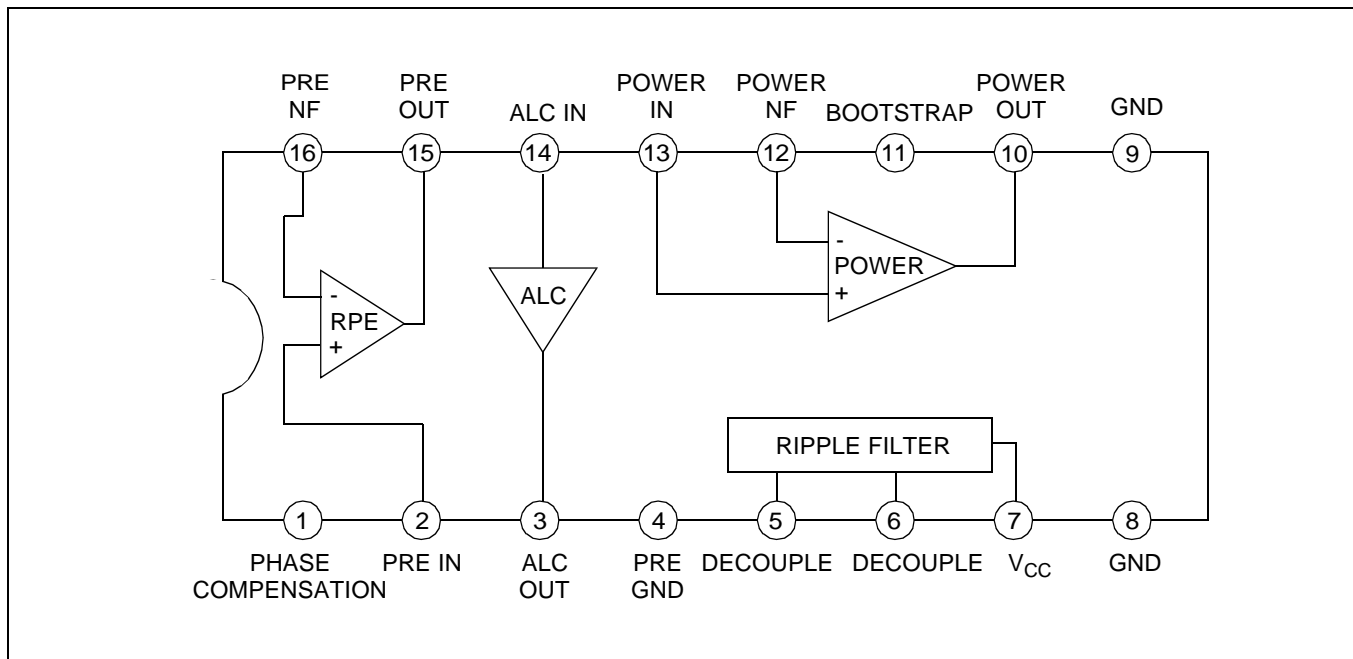 PRE
NF
PRE
OUT
ALC IN
POWER
IN
POWER
NF
BOOTSTRAP
POWER
OUT
GND
16
15
14
13
12
11
10
9
-
RPE
+
ALC
-
POWER
+
RIPPLE FILTER
1
2
3
4
5
6
7
8
PHASE
COMPENSATION
PRE IN
ALC
OUT
PRE
GND
DECOUPLE
DECOUPLE
VCC
GND